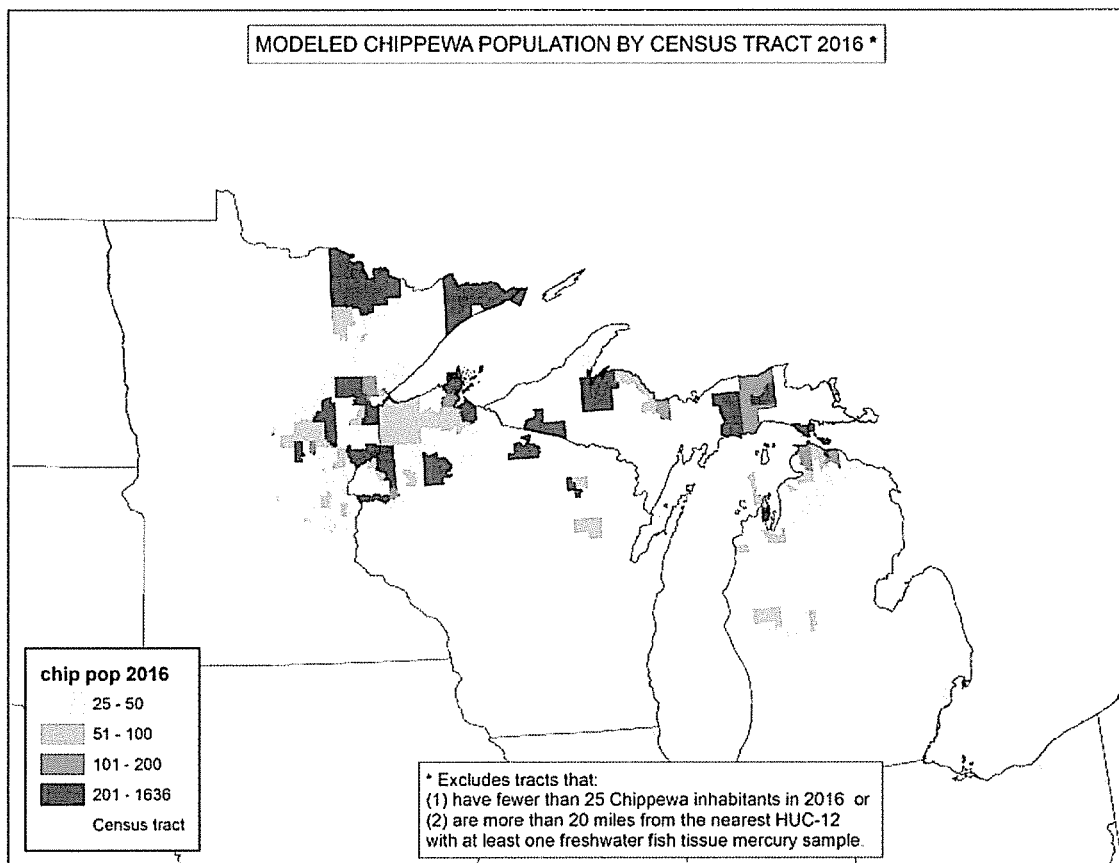 MODELED CHIPPEWA POPULATION BY CENSUS TRACT 2016 *
chip pop 2016
25 - 50
51 - 100
101 - 200
201 - 1636
Census tract
* Excludes tracts that:
(1) have fewer than 25 Chippewa inhabitants in 2016 or
(2) are more than 20 miles from the nearest HUC-12
with at least one freshwater fish tissue mercury sample.